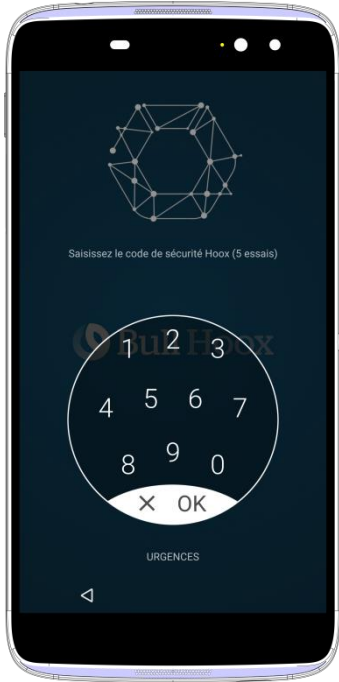 Saisissez le code de sécurité Hoox (5 essais)
Bull Hoox
1 2 3
4 5 6 7
8 9 0
× OK
URGENCES